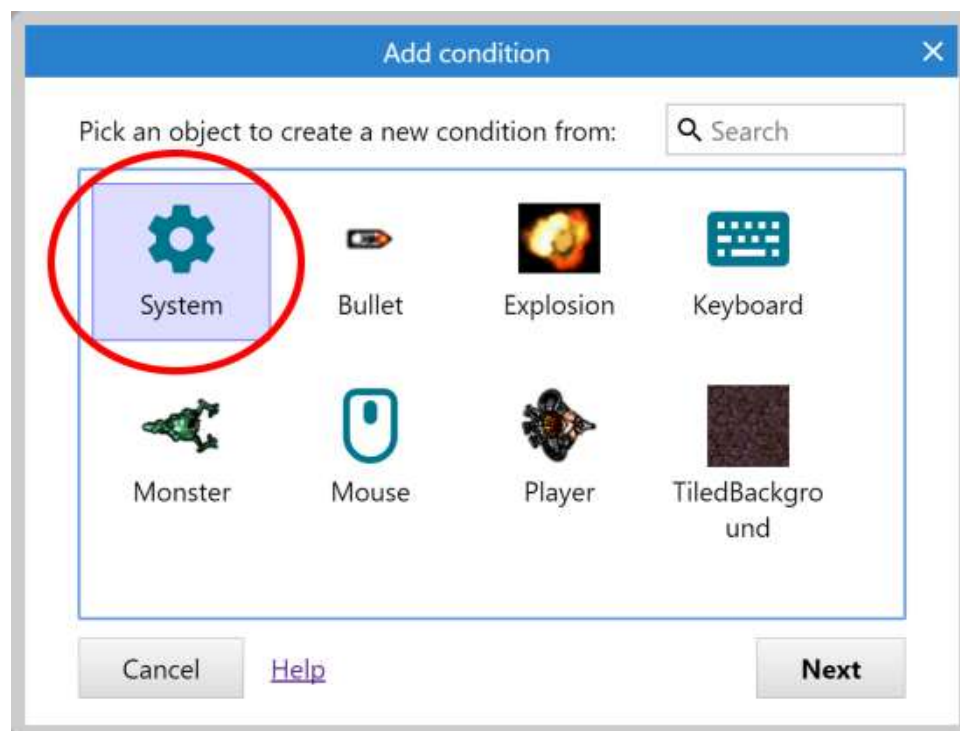 Add condition
Pick an object to create a new condition from:
Search
System
Bullet
Explosion
Keyboard
Monster
Mouse
Player
TiledBackgro
und
Cancel
Help
Next